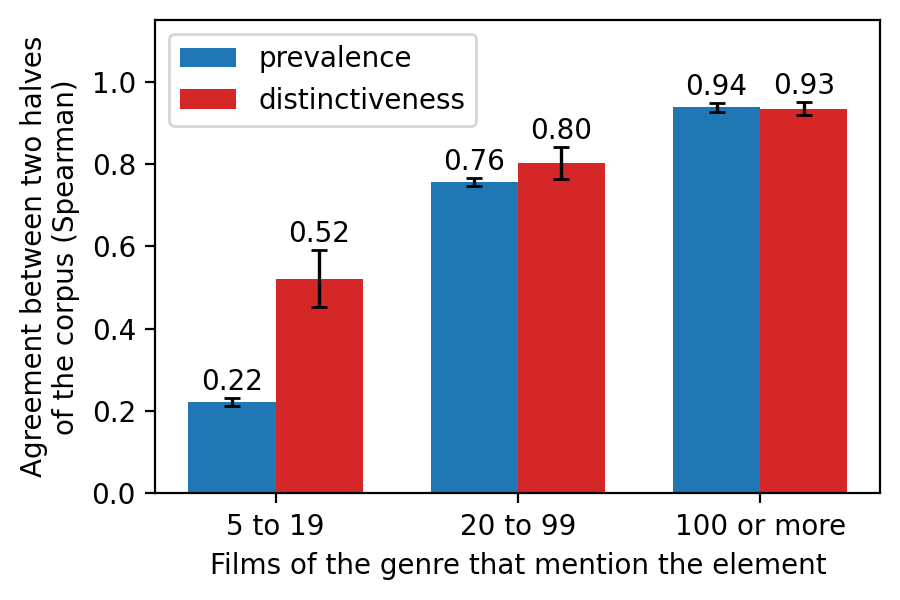 Agreement between two halves
of the corpus (Spearman)
prevalence
distinctiveness
1.0
0.8
0.6
0.4
0.2
0.0
0.22
0.52
0.76
0.80
0.94
0.93
5 to 19
20 to 99
100 or more
Films of the genre that mention the element